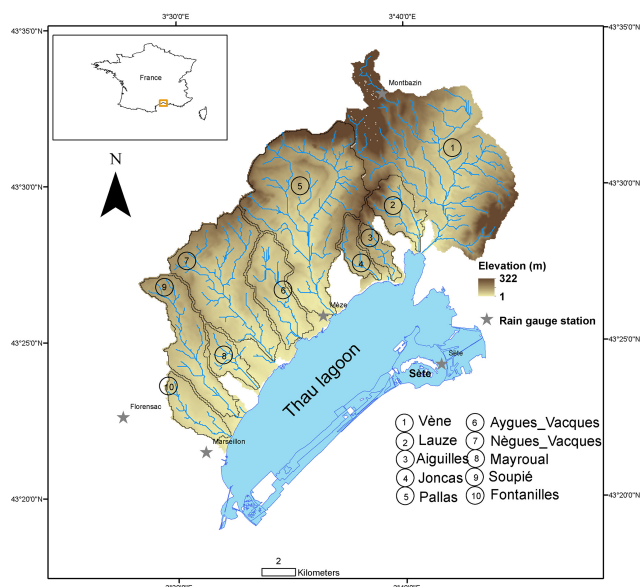 3°30'0"E 3°40'0"E
43°35'0"N 43°35'0"N
France
Montbazin
N
1
43°30'0"N 43°30'0"N
5
2
3
4
7
9
6
Elevation (m)
322
1
Mèze
Rain gauge station
43°25'0"N 43°25'0"N
8
Sète
Sète
10
Thau lagoon
Florensac
Marseillon
1 Vène 6 Aygues_Vacques
2 Lauze 7 Nègues_Vacques
3 Aiguilles 8 Mayroual
4 Joncas 9 Soupié
5 Pallas 10 Fontanilles
43°20'0"N 43°20'0"N
2
Kilometers